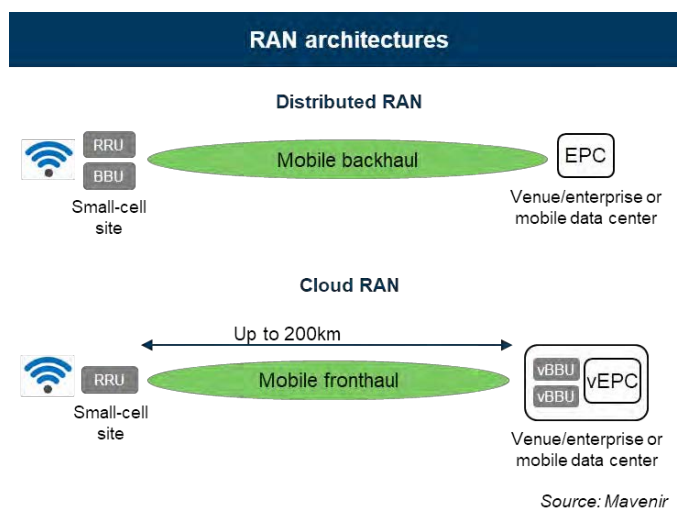 RAN architectures
Distributed RAN
RRU
BBU
Mobile backhaul
EPC
Small-cell
site
Venue/enterprise or
mobile data center
Cloud RAN
Up to 200km
RRU
Mobile fronthaul
vBBU
vBBU
vEPC
Small-cell
site
Venue/enterprise or
mobile data center
Source: Mavenir